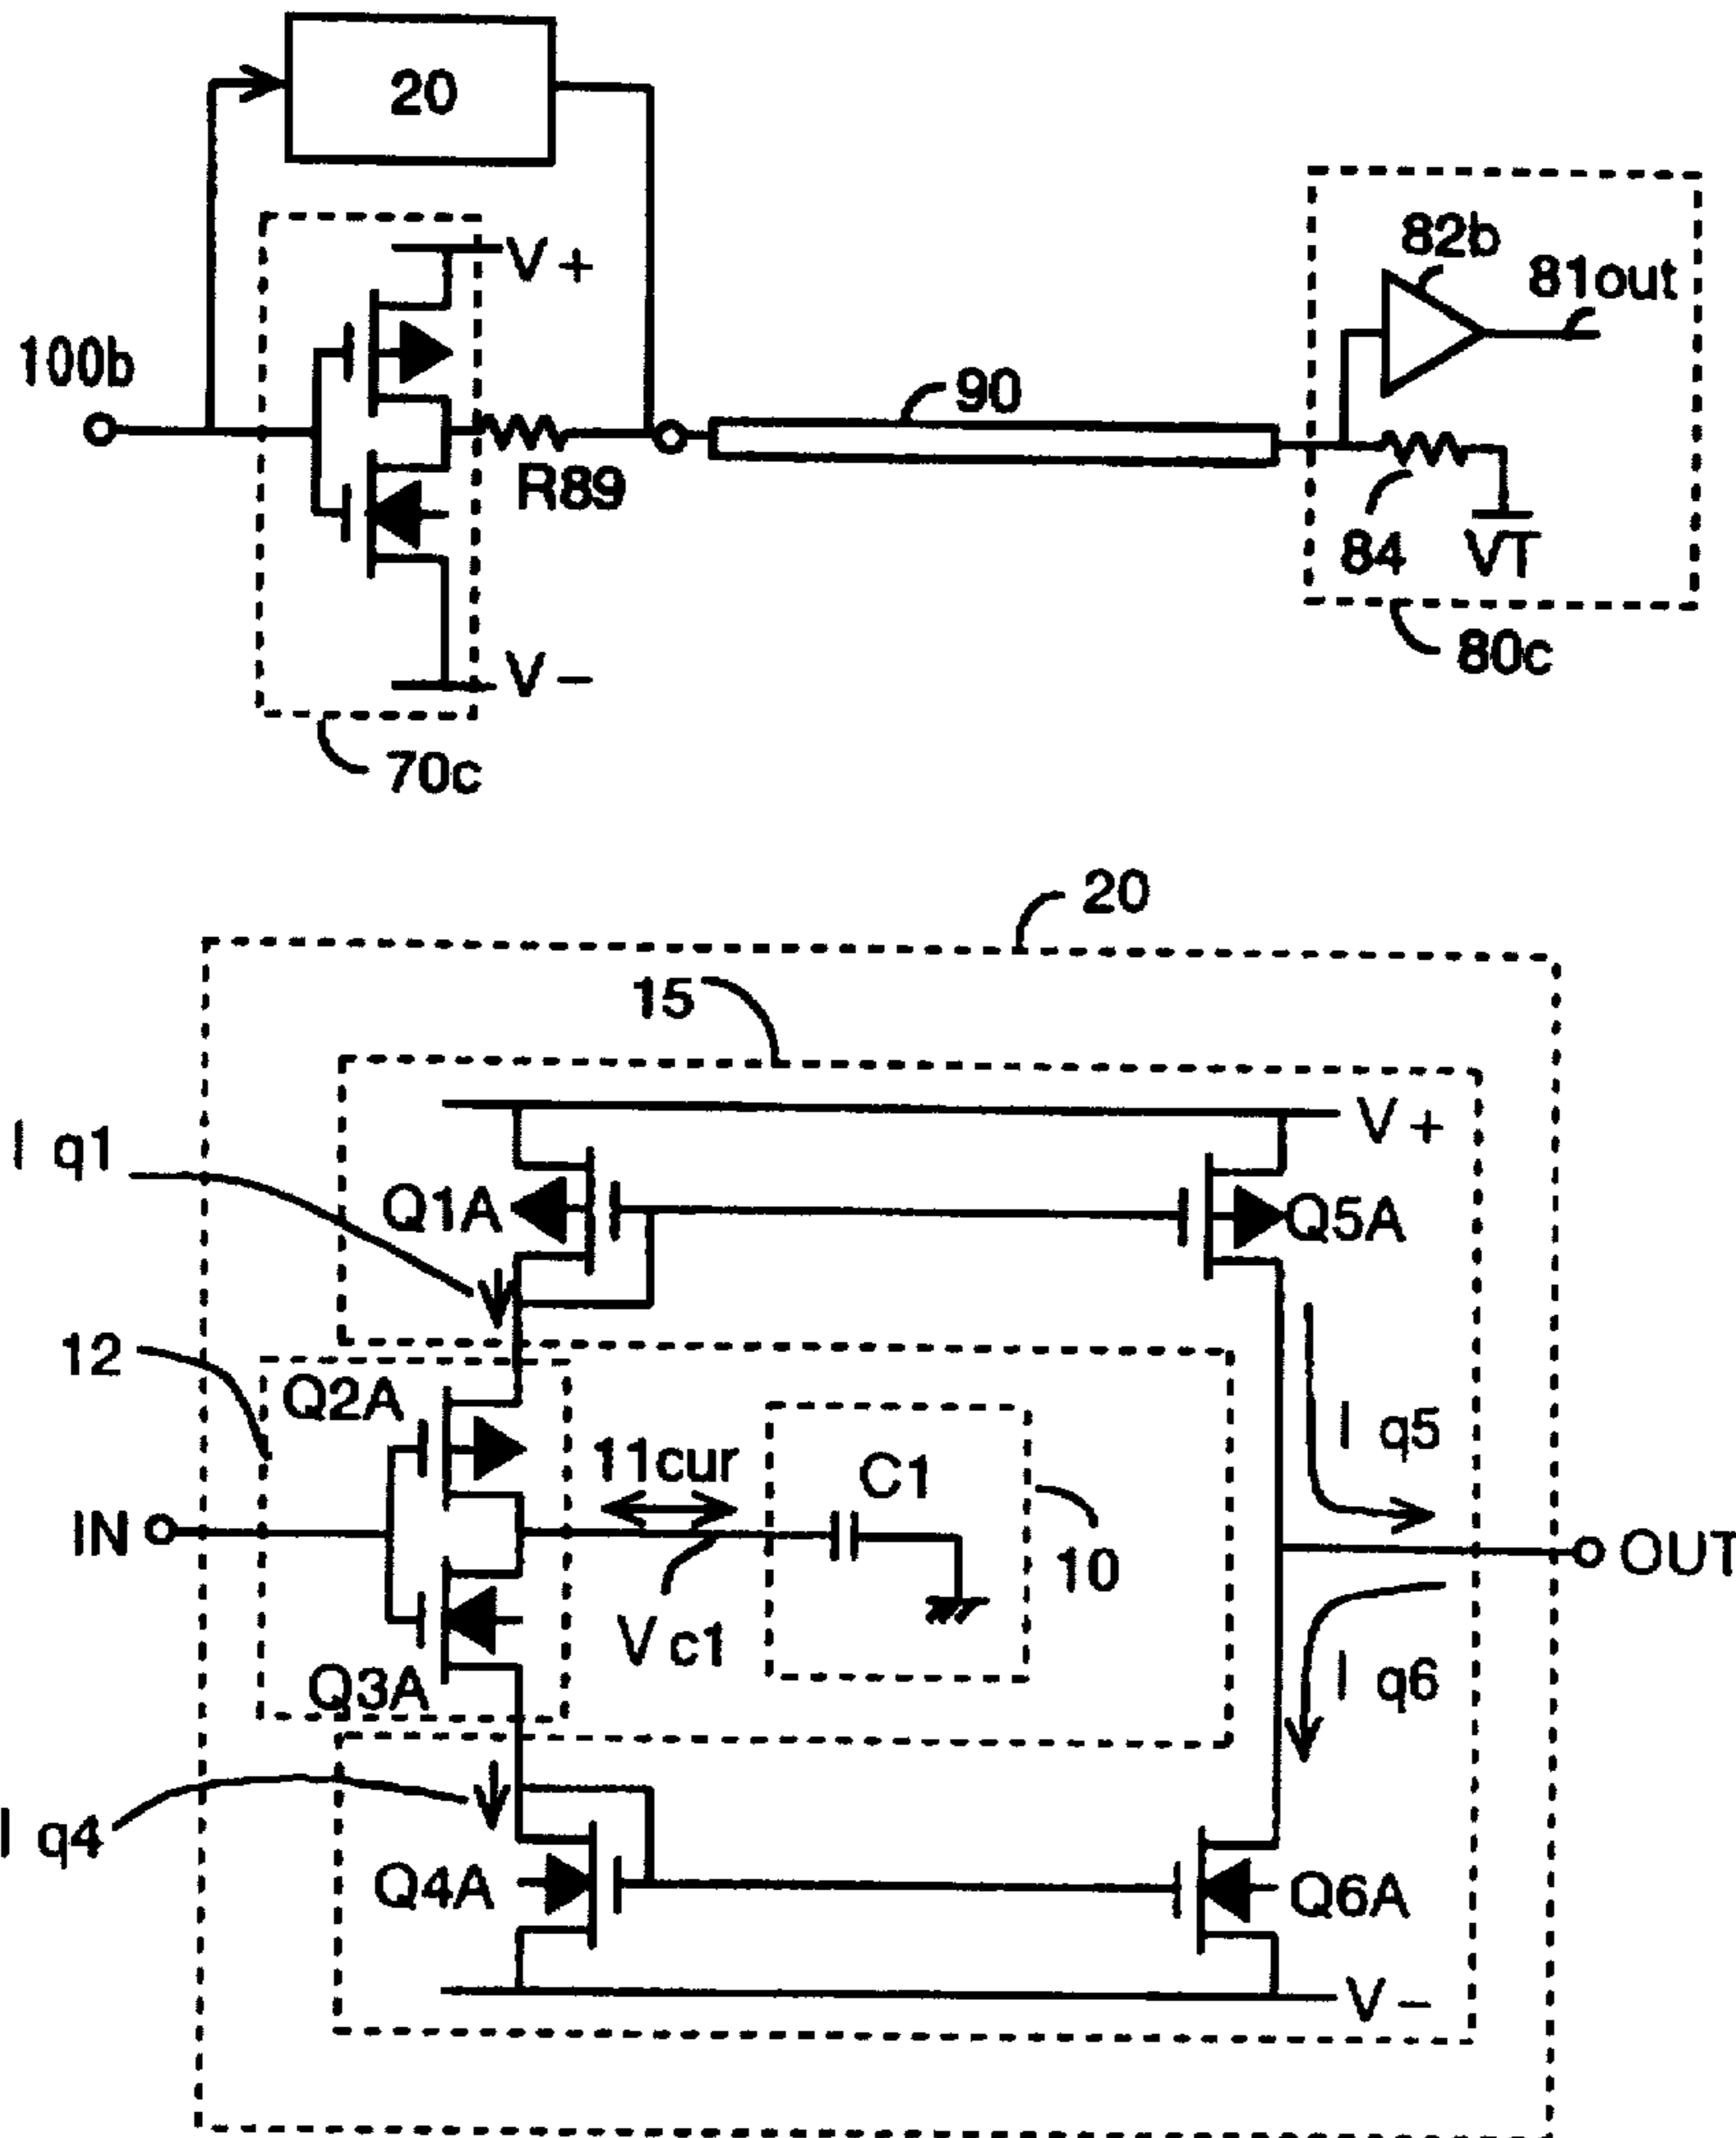 20
V+
82b
81out
100b
90
R89
84
VT
V−
80c
70c
20
15
V+
I q1
Q1A
Q5A
12
Q2A
11cur
C1
I q5
IN
10
OUT
Vc1
Q3A
I q6
I q4
Q4A
Q6A
V−